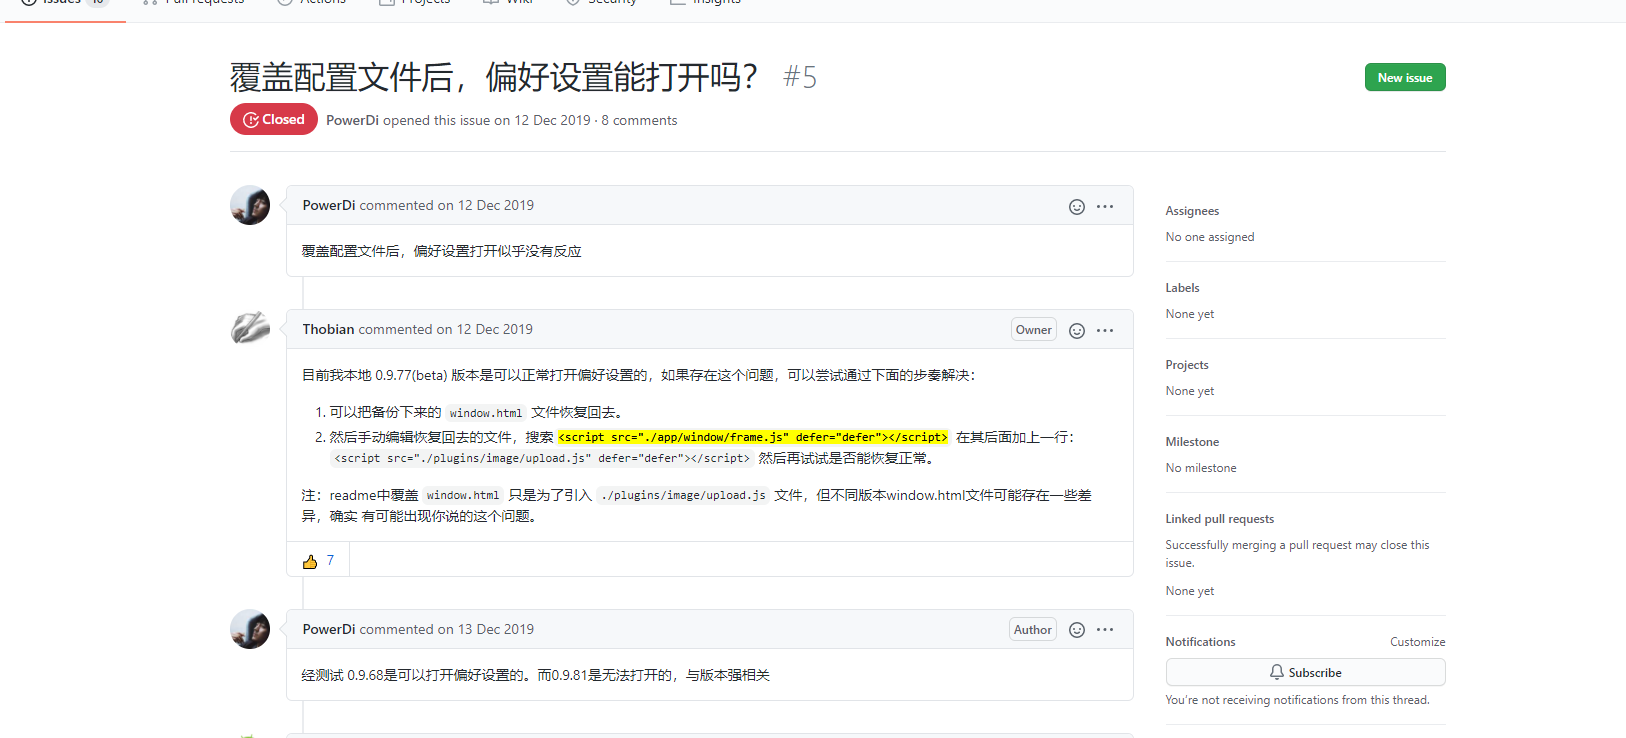 Issues 10 Pull requests Actions Projects Wiki Security Insights
覆盖配置文件后，偏好设置能打开吗？ #5
New issue
Closed PowerDi opened this issue on 12 Dec 2019 · 8 comments
PowerDi commented on 12 Dec 2019
覆盖配置文件后，偏好设置打开似乎没有反应
Thobian commented on 12 Dec 2019 Owner
目前我本地 0.9.77(beta) 版本是可以正常打开偏好设置的，如果存在这个问题，可以尝试通过下面的步奏解决：
1. 可以把备份下来的 window.html 文件恢复回去。
2. 然后手动编辑恢复回去的文件，搜索 <script src="./app/window/frame.js" defer="defer"></script> 在其后面加上一行：
<script src="./plugins/image/upload.js" defer="defer"></script> 然后再试试是否能恢复正常。
注：readme中覆盖 window.html 只是为了引入 ./plugins/image/upload.js 文件，但不同版本window.html文件可能存在一些差
异，确实 有可能出现你说的这个问题。
7
PowerDi commented on 13 Dec 2019 Author
经测试 0.9.68是可以打开偏好设置的。而0.9.81是无法打开的，与版本强相关
Assignees
No one assigned
Labels
None yet
Projects
None yet
Milestone
No milestone
Linked pull requests
Successfully merging a pull request may close this
issue.
None yet
Notifications Customize
Subscribe
You're not receiving notifications from this thread.